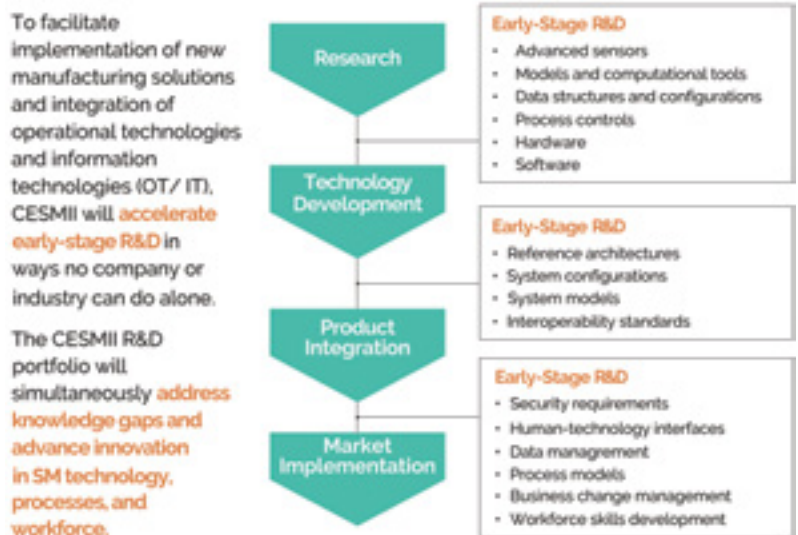 To facilitate
implementation of new
manufacturing solutions
and integration of
operational technologies
and information
technologies (OT/ IT),
CESMII will accelerate
early-stage R&D in
ways no company or
industry can do alone.
The CESMII R&D
portfolio will
simultaneously address
knowledge gaps and
advance innovation
in SM technology,
processes, and
workforce.
Research
Technology
Development
Product
Integration
Market
Implementation
Early-Stage R&D
• Advanced sensors
• Models and computational tools
• Data structures and configurations
• Process controls
• Hardware
• Software
Early-Stage R&D
• Reference architectures
• System configurations
• System models
• Interoperability standards
Early-Stage R&D
• Security requirements
• Human-technology interfaces
• Data managrement
• Process models
• Business change management
• Workforce skills development